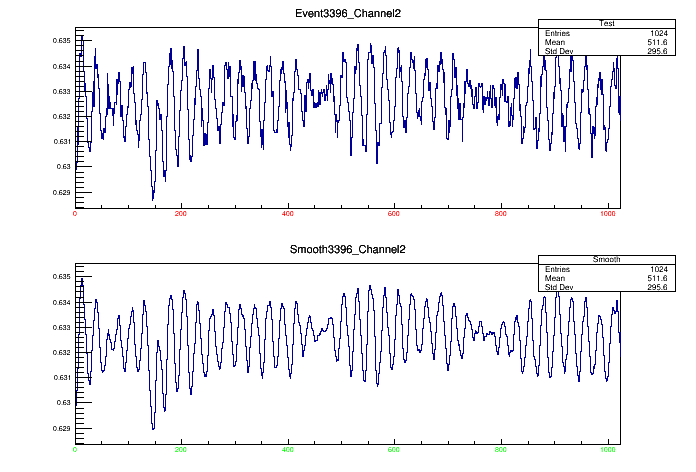 Event3396_Channel2
Test
Entries 1024
Mean 511.6
Std Dev 295.6
0.635
0.634
0.633
0.632
0.631
0.63
0.629
0 200 400 600 800 1000
Smooth3396_Channel2
Smooth
Entries 1024
Mean 511.6
Std Dev 295.6
0.635
0.634
0.633
0.632
0.631
0.63
0.629
0 200 400 600 800 1000